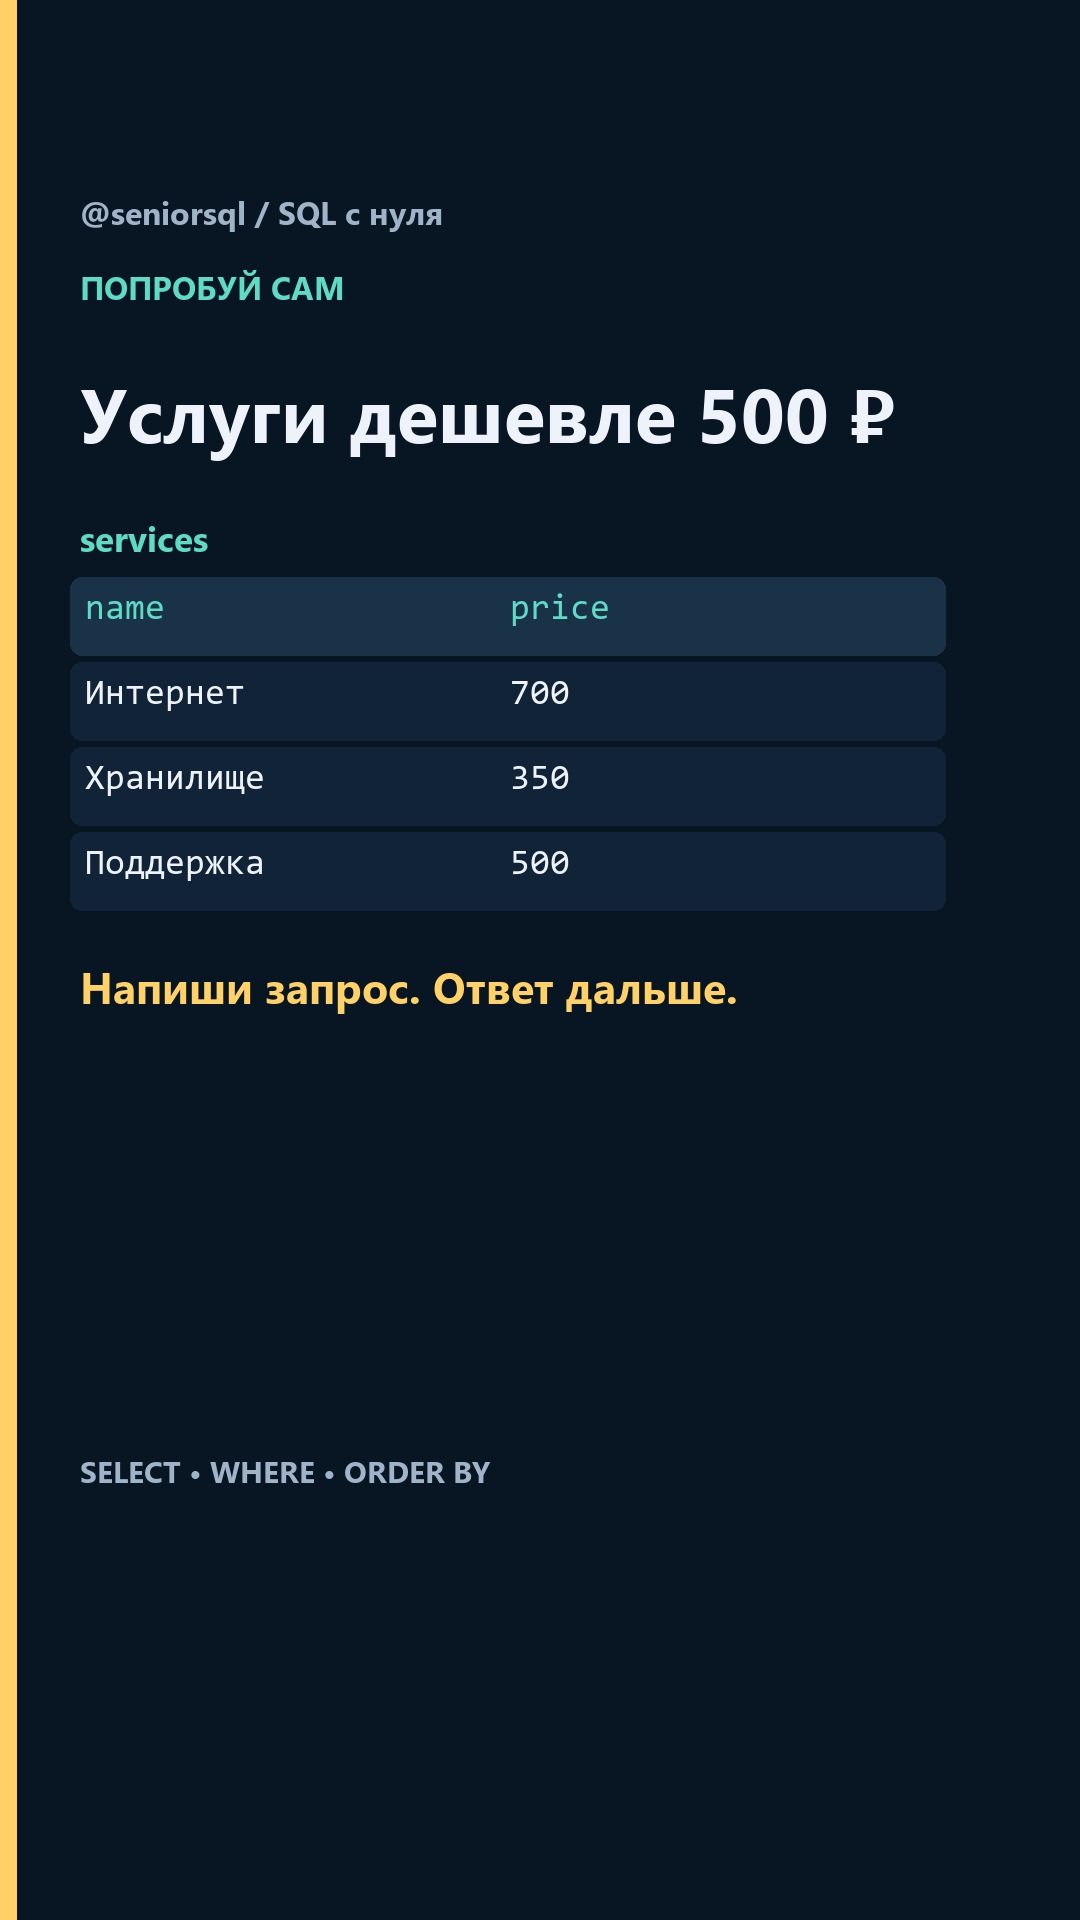 @seniorsql / SQL с нуля
ПОПРОБУЙ САМ
Услуги дешевле 500 ₽
services
name price
Интернет 700
Хранилище 350
Поддержка 500
Напиши запрос. Ответ дальше.
SELECT • WHERE • ORDER BY